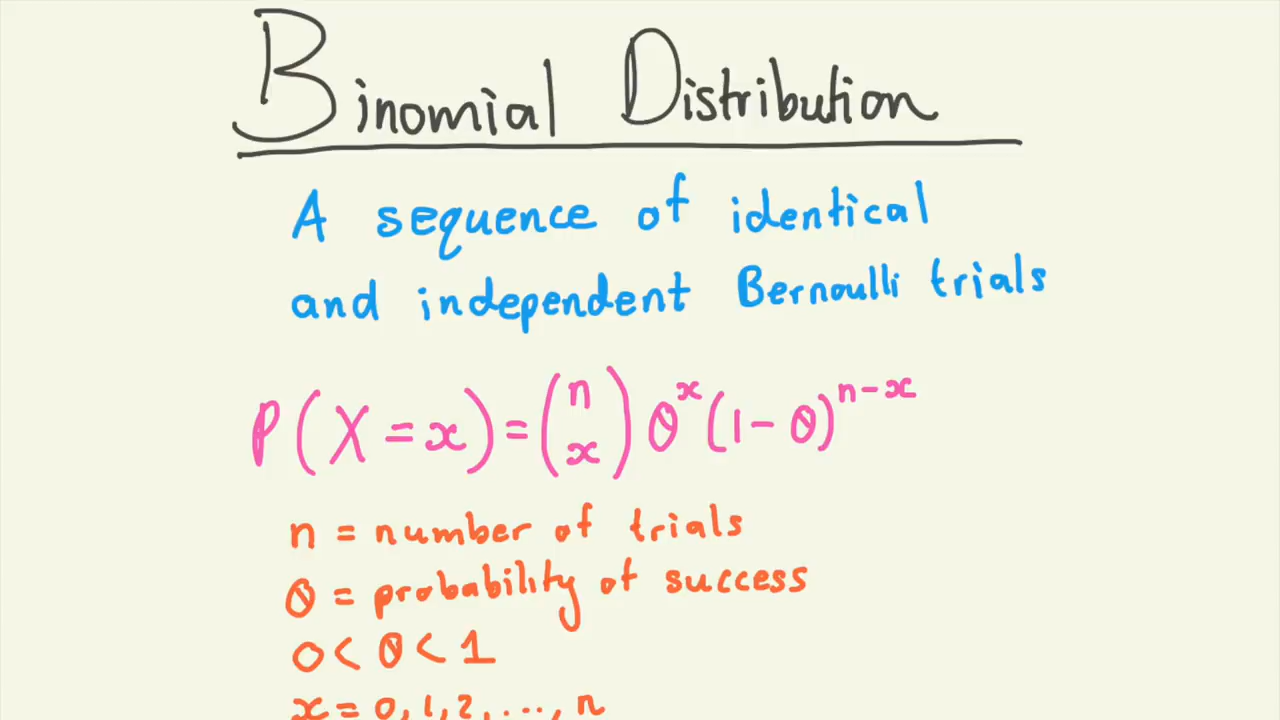 Binomial Distribution
A sequence of identical
and independent Bernoulli trials
P(X=x)=(n x)θ^x(1-θ)^{n-x}
n = number of trials
θ = probability of success
0 < θ < 1
x = 0, 1, 2, ..., n